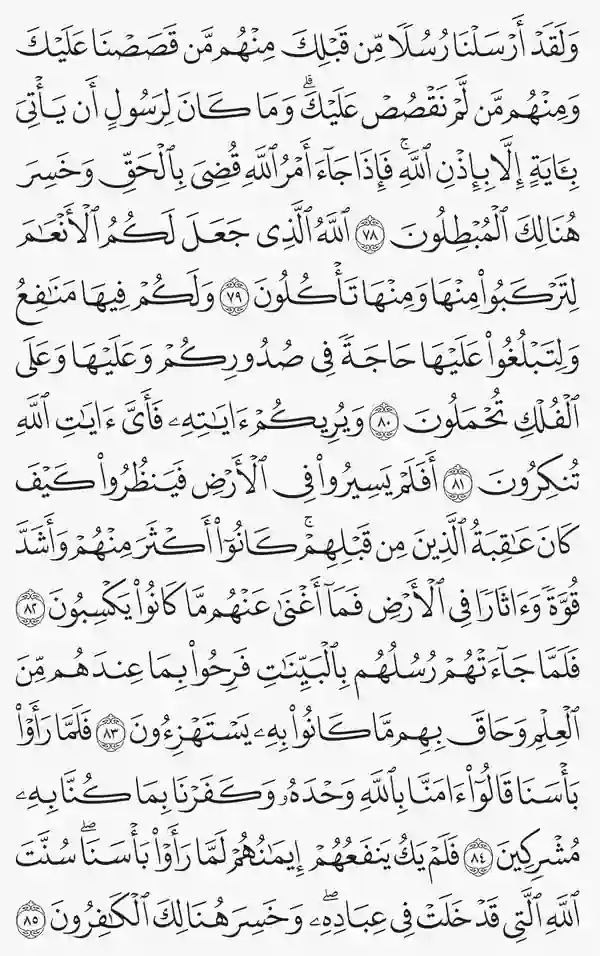 وَلَقَدْ أَرْسَلْنَا رُسُلًا مِّن قَبْلِكَ مِنْهُم مَّن قَصَصْنَا عَلَيْكَ
وَمِنْهُم مَّن لَّمْ نَقْصُصْ عَلَيْكَ ۗ وَمَا كَانَ لِرَسُولٍ أَن يَأْتِىَ
بِـَٔايَةٍ إِلَّا بِإِذْنِ ٱللَّهِ ۚ فَإِذَا جَآءَ أَمْرُ ٱللَّهِ قُضِىَ بِٱلْحَقِّ وَخَسِرَ
هُنَالِكَ ٱلْمُبْطِلُونَ ٧٨ ٱللَّهُ ٱلَّذِى جَعَلَ لَكُمُ ٱلْأَنْعَـٰمَ
لِتَرْكَبُوا۟ مِنْهَا وَمِنْهَا تَأْكُلُونَ ٧٩ وَلَكُمْ فِيهَا مَنَـٰفِعُ
وَلِتَبْلُغُوا۟ عَلَيْهَا حَاجَةً فِى صُدُورِكُمْ وَعَلَيْهَا وَعَلَى
ٱلْفُلْكِ تُحْمَلُونَ ٨٠ وَيُرِيكُمْ ءَايَـٰتِهِۦ فَأَىَّ ءَايَـٰتِ ٱللَّهِ
تُنكِرُونَ ٨١ أَفَلَمْ يَسِيرُوا۟ فِى ٱلْأَرْضِ فَيَنظُرُوا۟ كَيْفَ
كَانَ عَـٰقِبَةُ ٱلَّذِينَ مِن قَبْلِهِمْ ۚ كَانُوٓا۟ أَكْثَرَ مِنْهُمْ وَأَشَدَّ
قُوَّةً وَءَاثَارًا فِى ٱلْأَرْضِ فَمَآ أَغْنَىٰ عَنْهُم مَّا كَانُوا۟ يَكْسِبُونَ ٨٢
فَلَمَّا جَآءَتْهُمْ رُسُلُهُم بِٱلْبَيِّنَـٰتِ فَرِحُوا۟ بِمَا عِندَهُم مِّنَ
ٱلْعِلْمِ وَحَاقَ بِهِم مَّا كَانُوا۟ بِهِۦ يَسْتَهْزِءُونَ ٨٣ فَلَمَّا رَأَوْا۟
بَأْسَنَا قَالُوٓا۟ ءَامَنَّا بِٱللَّهِ وَحْدَهُۥ وَكَفَرْنَا بِمَا كُنَّا بِهِۦ
مُشْرِكِينَ ٨٤ فَلَمْ يَكُ يَنفَعُهُمْ إِيمَـٰنُهُمْ لَمَّا رَأَوْا۟ بَأْسَنَا ۖ سُنَّتَ
ٱللَّهِ ٱلَّتِى قَدْ خَلَتْ فِى عِبَادِهِۦ ۖ وَخَسِرَ هُنَالِكَ ٱلْكَـٰفِرُونَ ٨٥